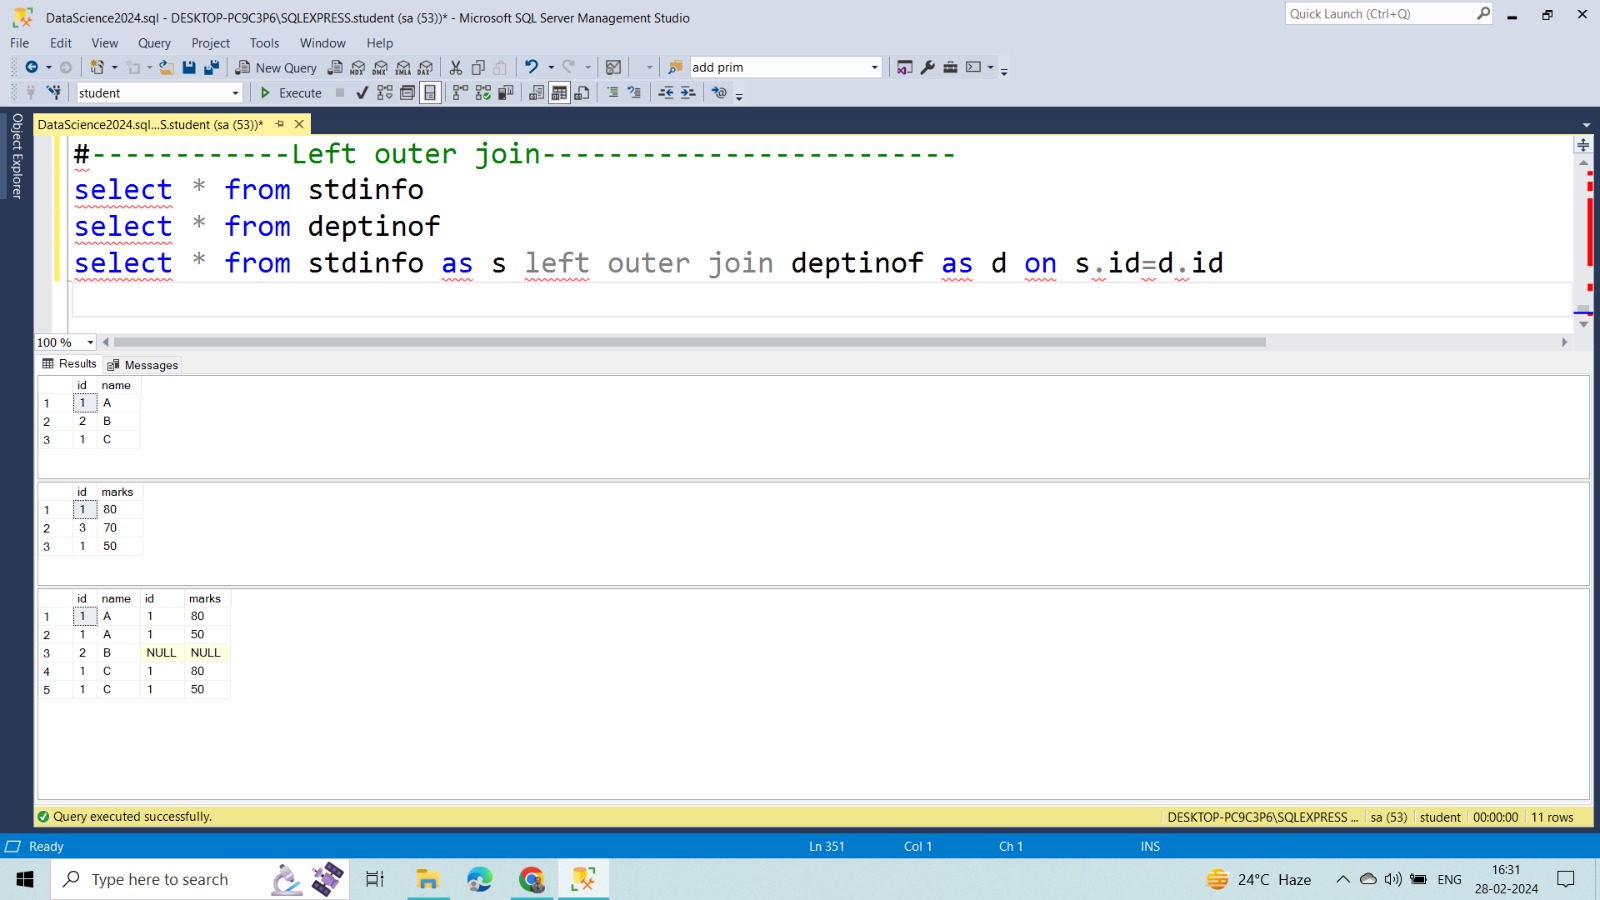 DataScience2024.sql - DESKTOP-PC9C3P6\SQLEXPRESS.student (sa (53))* - Microsoft SQL Server Management Studio
Quick Launch (Ctrl+Q)
File Edit View Query Project Tools Window Help
New Query MDX DMX XMLA DAX add prim
student Execute
Object Explorer
DataScience2024.sql...S.student (sa (53))*
#------------Left outer join-------------------------
select * from stdinfo
select * from deptinof
select * from stdinfo as s left outer join deptinof as d on s.id=d.id
100 %
Results Messages
id name
1 1 A
2 2 B
3 1 C
id marks
1 1 80
2 3 70
3 1 50
id name id marks
1 1 A 1 80
2 1 A 1 50
3 2 B NULL NULL
4 1 C 1 80
5 1 C 1 50
Query executed successfully. DESKTOP-PC9C3P6\SQLEXPRESS ... sa (53) student 00:00:00 11 rows
Ready Ln 351 Col 1 Ch 1 INS
Type here to search 24°C Haze ENG 16:31
28-02-2024